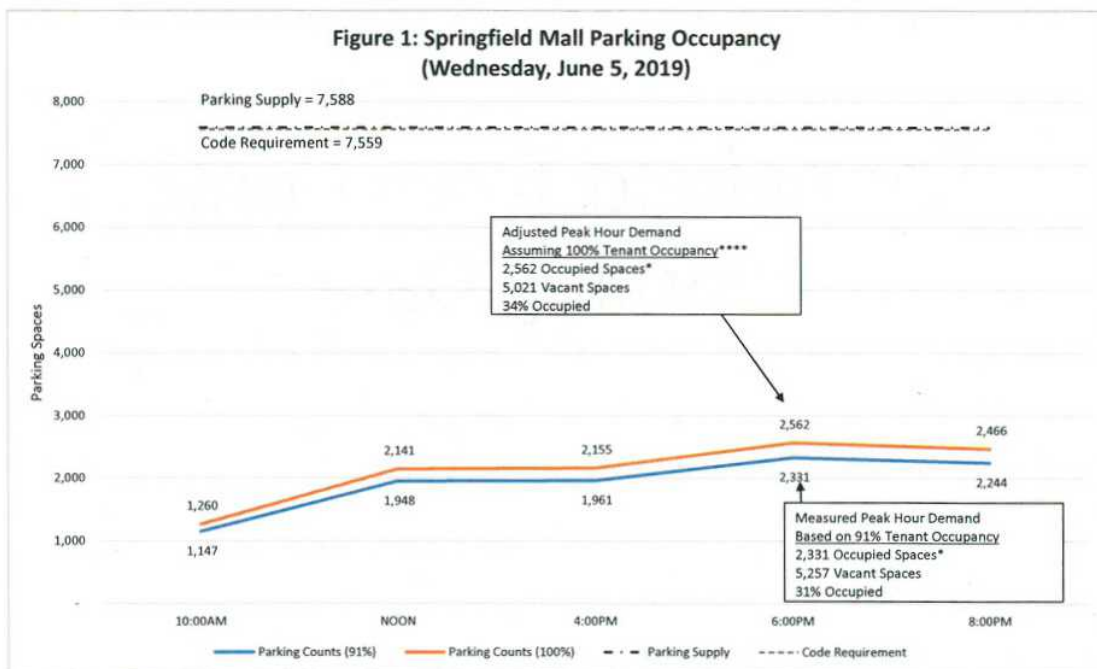 Figure 1: Springfield Mall Parking Occupancy
(Wednesday, June 5, 2019)
8,000
7,000
6,000
5,000
4,000
3,000
2,000
1,000
-
Parking Spaces
Parking Supply = 7,588
Code Requirement = 7,559
Adjusted Peak Hour Demand
Assuming 100% Tenant Occupancy****
2,562 Occupied Spaces*
5,021 Vacant Spaces
34% Occupied
1,260
2,141
2,155
2,562
2,466
1,147
1,948
1,961
2,331
2,244
Measured Peak Hour Demand
Based on 91% Tenant Occupancy
2,331 Occupied Spaces*
5,257 Vacant Spaces
31% Occupied
10:00AM NOON 4:00PM 6:00PM 8:00PM
Parking Counts (91%) Parking Counts (100%) Parking Supply Code Requirement